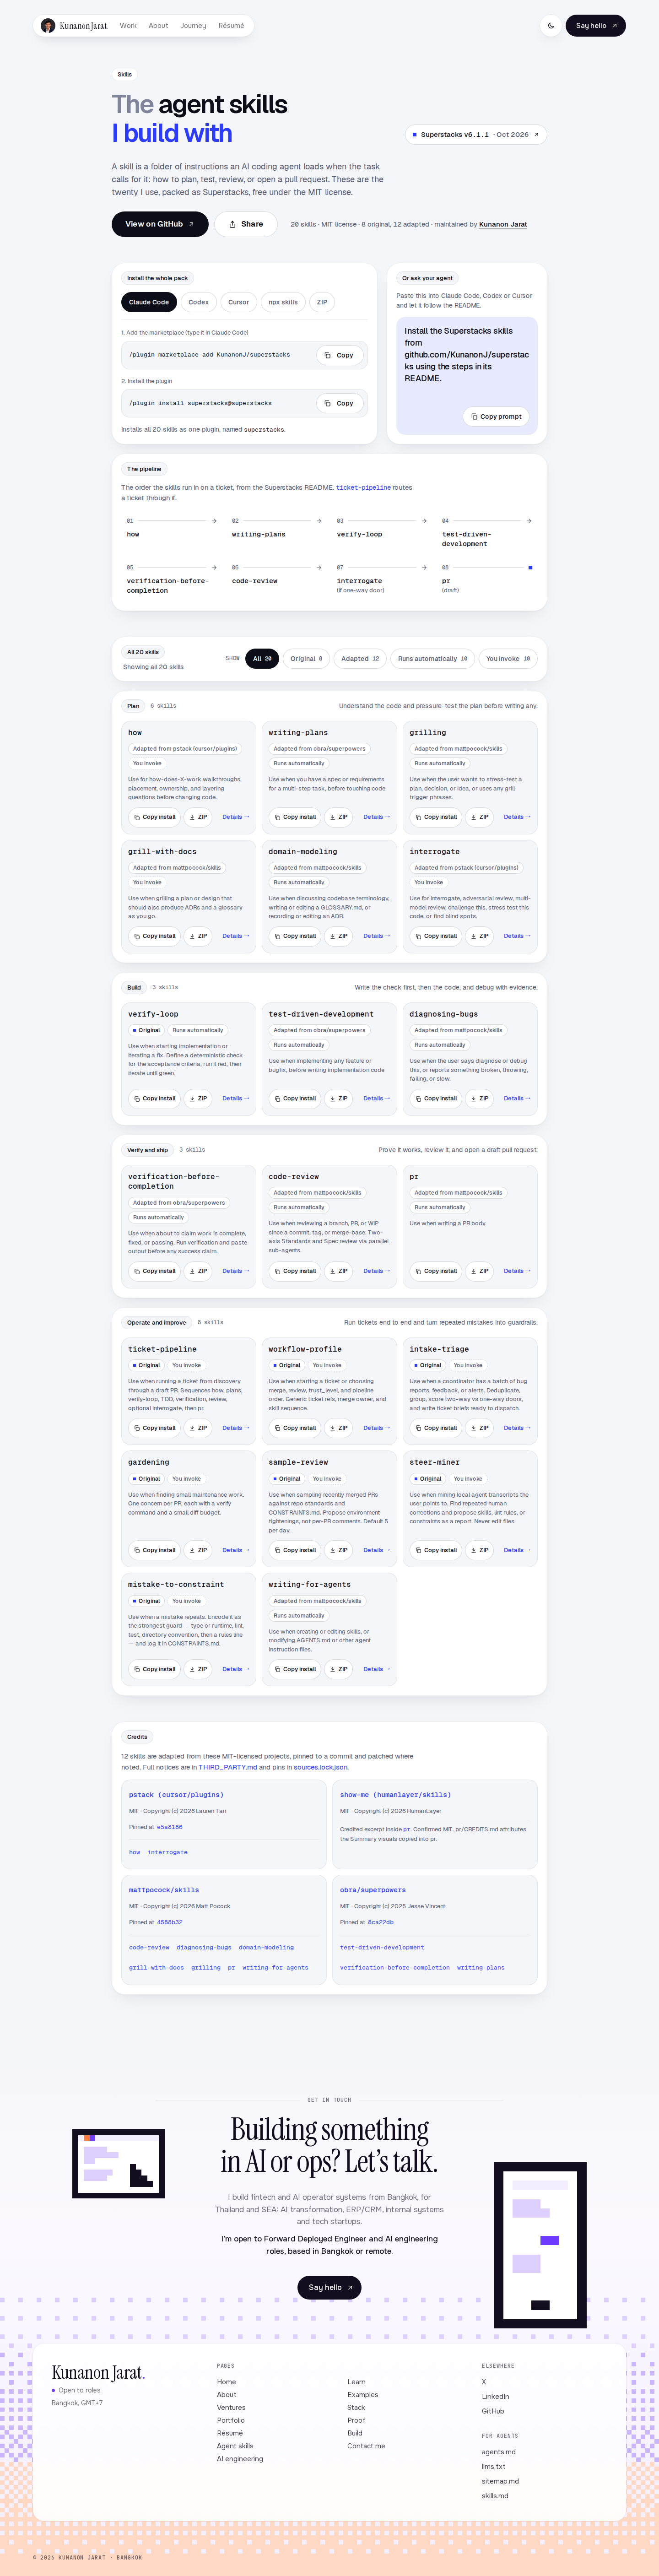 Kunanon Jarat.
Work
About
Journey
Résumé
Say hello
Skills
The agent skills
I build with
Superstacks v6.1.1 · Oct 2026
A skill is a folder of instructions an AI coding agent loads when the task
calls for it: how to plan, test, review, or open a pull request. These are the
twenty I use, packed as Superstacks, free under the MIT license.
View on GitHub
Share
20 skills · MIT license · 8 original, 12 adapted · maintained by Kunanon Jarat
Install the whole pack
Claude Code
Codex
Cursor
npx skills
ZIP
1. Add the marketplace (type it in Claude Code)
/plugin marketplace add KunanonJ/superstacks
Copy
2. Install the plugin
/plugin install superstacks@superstacks
Copy
Installs all 20 skills as one plugin, named superstacks.
Or ask your agent
Paste this into Claude Code, Codex or Cursor
and let it follow the README.
Install the Superstacks skills
from
github.com/KunanonJ/superstac
ks using the steps in its
README.
Copy prompt
The pipeline
The order the skills run in on a ticket, from the Superstacks README. ticket-pipeline routes
a ticket through it.
01
how
02
writing-plans
03
verify-loop
04
test-driven-
development
05
verification-before-
completion
06
code-review
07
interrogate
(if one-way door)
08
pr
(draft)
All 20 skills
Showing all 20 skills
SHOW
All 20
Original 8
Adapted 12
Runs automatically 10
You invoke 10
Plan
6 skills
Understand the code and pressure-test the plan before writing any.
how
Adapted from pstack (cursor/plugins)
You invoke
Use for how-does-X-work walkthroughs,
placement, ownership, and layering
questions before changing code.
Copy install
ZIP
Details →
writing-plans
Adapted from obra/superpowers
Runs automatically
Use when you have a spec or requirements
for a multi-step task, before touching code
Copy install
ZIP
Details →
grilling
Adapted from mattpocock/skills
Runs automatically
Use when the user wants to stress-test a
plan, decision, or idea, or uses any grill
trigger phrases.
Copy install
ZIP
Details →
grill-with-docs
Adapted from mattpocock/skills
You invoke
Use when grilling a plan or design that
should also produce ADRs and a glossary
as you go.
Copy install
ZIP
Details →
domain-modeling
Adapted from mattpocock/skills
Runs automatically
Use when discussing codebase terminology,
writing or editing a GLOSSARY.md, or
recording or editing an ADR.
Copy install
ZIP
Details →
interrogate
Adapted from pstack (cursor/plugins)
You invoke
Use for interrogate, adversarial review, multi-
model review, challenge this, stress test this
code, or find blind spots.
Copy install
ZIP
Details →
Build
3 skills
Write the check first, then the code, and debug with evidence.
verify-loop
Original
Runs automatically
Use when starting implementation or
iterating a fix. Define a deterministic check
for the acceptance criteria, run it red, then
iterate until green.
Copy install
ZIP
Details →
test-driven-development
Adapted from obra/superpowers
Runs automatically
Use when implementing any feature or
bugfix, before writing implementation code
Copy install
ZIP
Details →
diagnosing-bugs
Adapted from mattpocock/skills
Runs automatically
Use when the user says diagnose or debug
this, or reports something broken, throwing,
failing, or slow.
Copy install
ZIP
Details →
Verify and ship
3 skills
Prove it works, review it, and open a draft pull request.
verification-before-
completion
Adapted from obra/superpowers
Runs automatically
Use when about to claim work is complete,
fixed, or passing. Run verification and paste
output before any success claim.
Copy install
ZIP
Details →
code-review
Adapted from mattpocock/skills
Runs automatically
Use when reviewing a branch, PR, or WIP
since a commit, tag, or merge-base. Two-
axis Standards and Spec review via parallel
sub-agents.
Copy install
ZIP
Details →
pr
Adapted from mattpocock/skills
Runs automatically
Use when writing a PR body.
Copy install
ZIP
Details →
Operate and improve
8 skills
Run tickets end to end and turn repeated mistakes into guardrails.
ticket-pipeline
Original
You invoke
Use when running a ticket from discovery
through a draft PR. Sequences how, plans,
verify-loop, TDD, verification, review,
optional interrogate, then pr.
Copy install
ZIP
Details →
workflow-profile
Original
You invoke
Use when starting a ticket or choosing
merge, review, trust_level, and pipeline
order. Generic ticket refs, merge owner, and
skill sequence.
Copy install
ZIP
Details →
intake-triage
Original
You invoke
Use when a coordinator has a batch of bug
reports, feedback, or alerts. Deduplicate,
group, score two-way vs one-way doors,
and write ticket briefs ready to dispatch.
Copy install
ZIP
Details →
gardening
Original
You invoke
Use when finding small maintenance work.
One concern per PR, each with a verify
command and a small diff budget.
Copy install
ZIP
Details →
sample-review
Original
You invoke
Use when sampling recently merged PRs
against repo standards and
CONSTRAINTS.md. Propose environment
tightenings, not per-PR comments. Default 5
per day.
Copy install
ZIP
Details →
steer-miner
Original
You invoke
Use when mining local agent transcripts the
user points to. Find repeated human
corrections and propose skills, lint rules, or
constraints as a report. Never edit files.
Copy install
ZIP
Details →
mistake-to-constraint
Original
You invoke
Use when a mistake repeats. Encode it as
the strongest guard — type or runtime, lint,
test, directory convention, then a rules line
— and log it in CONSTRAINTS.md.
Copy install
ZIP
Details →
writing-for-agents
Adapted from mattpocock/skills
Runs automatically
Use when creating or editing skills, or
modifying AGENTS.md or other agent
instruction files.
Copy install
ZIP
Details →
Credits
12 skills are adapted from these MIT-licensed projects, pinned to a commit and patched where
noted. Full notices are in THIRD_PARTY.md and pins in sources.lock.json.
pstack (cursor/plugins)
MIT · Copyright (c) 2026 Lauren Tan
Pinned at e5a8186
how interrogate
show-me (humanlayer/skills)
MIT · Copyright (c) 2026 HumanLayer
Credited excerpt inside pr. Confirmed MIT. pr/CREDITS.md attributes
the Summary visuals copied into pr.
mattpocock/skills
MIT · Copyright (c) 2026 Matt Pocock
Pinned at 4588b32
code-review diagnosing-bugs domain-modeling
grill-with-docs grilling pr writing-for-agents
obra/superpowers
MIT · Copyright (c) 2025 Jesse Vincent
Pinned at 8ca22db
test-driven-development
verification-before-completion writing-plans
GET IN TOUCH
Building something
in AI or ops? Let's talk.
I build fintech and AI operator systems from Bangkok, for
Thailand and SEA: AI transformation, ERP/CRM, internal systems
and tech startups.
I'm open to Forward Deployed Engineer and AI engineering
roles, based in Bangkok or remote.
Say hello
Kunanon Jarat.
Open to roles
Bangkok, GMT+7
PAGES
Home
About
Ventures
Portfolio
Résumé
Agent skills
AI engineering
Learn
Examples
Stack
Proof
Build
Contact me
ELSEWHERE
X
LinkedIn
GitHub
FOR AGENTS
agents.md
llms.txt
sitemap.md
skills.md
© 2026 KUNANON JARAT · BANGKOK